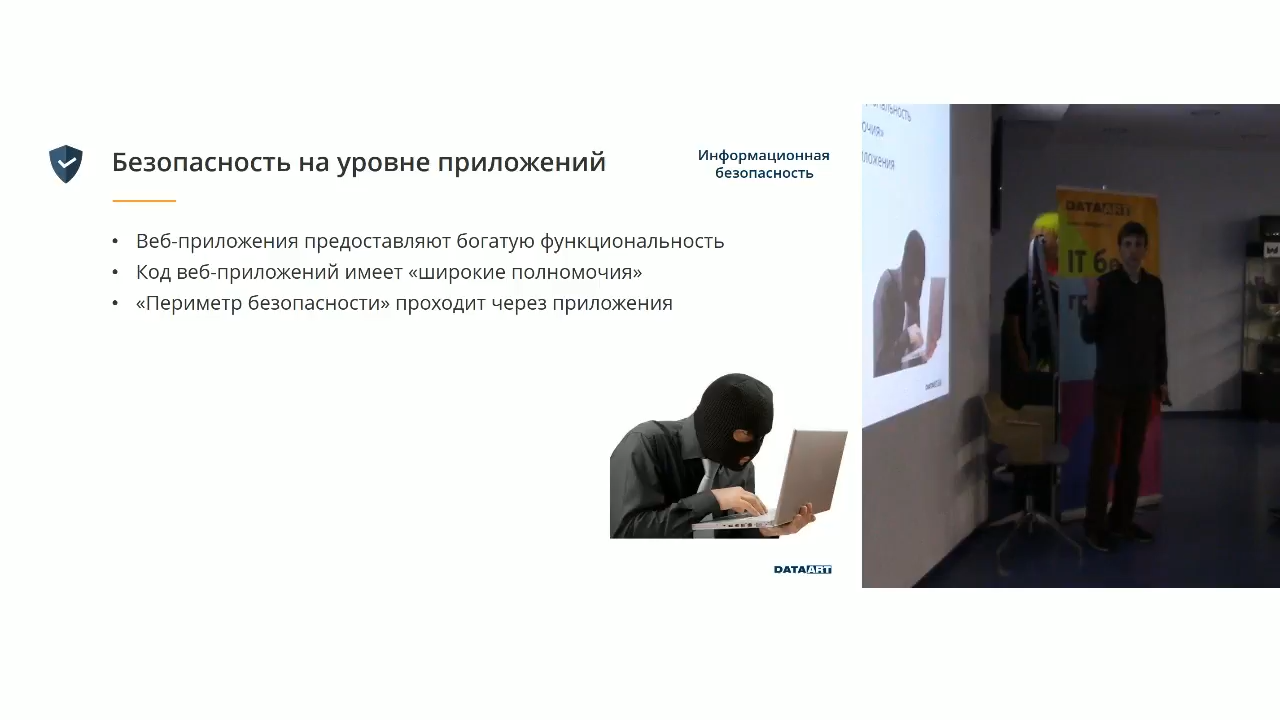 Безопасность на уровне приложений
Информационная
безопасность
• Веб-приложения предоставляют богатую функциональность
• Код веб-приложений имеет «широкие полномочия»
• «Периметр безопасности» проходит через приложения
DATAART
DATAART
IT бе